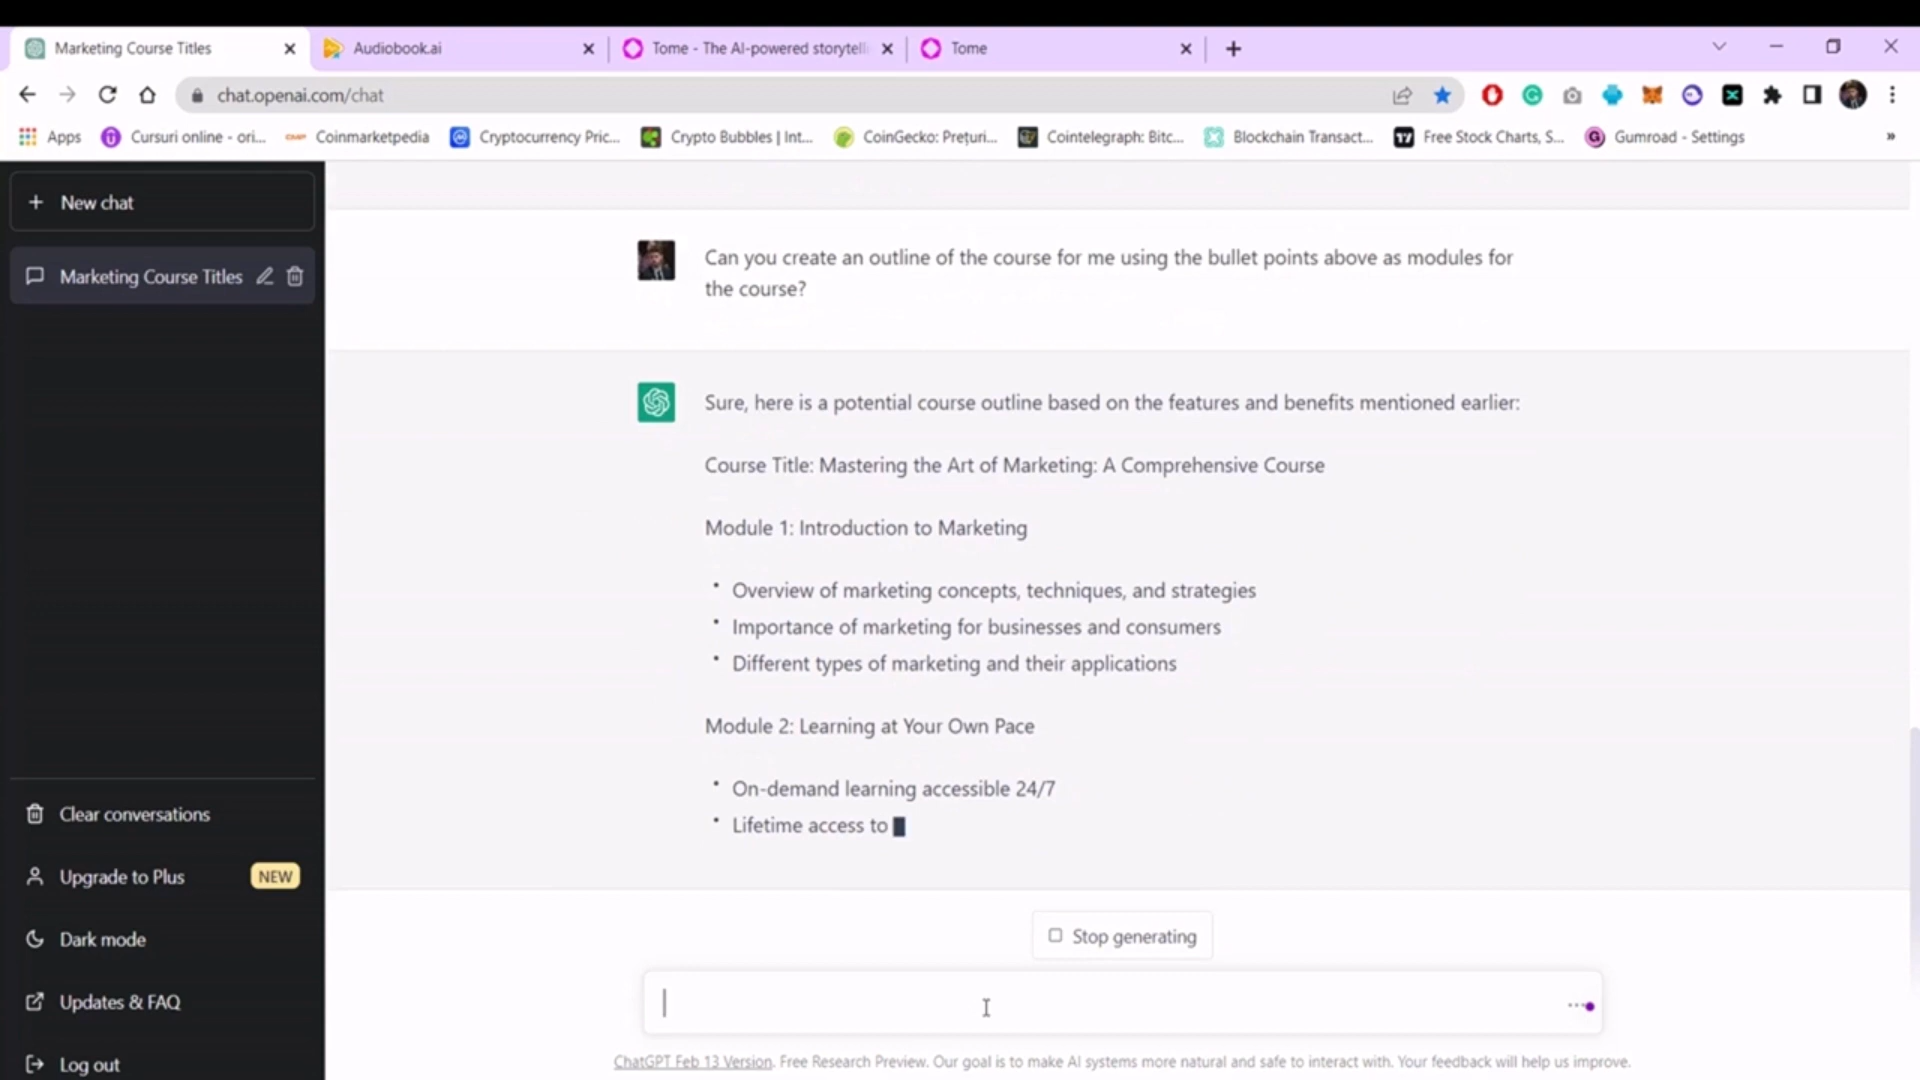 Marketing Course Titles
Audiobook.ai
Tome - The AI-powered storytell
Tome
chat.openai.com/chat
Apps
Cursuri online - ori...
Coinmarketpedia
Cryptocurrency Pric...
Crypto Bubbles | Int...
CoinGecko: Prețuri...
Cointelegraph: Bitc...
Blockchain Transact...
Free Stock Charts, S...
Gumroad - Settings
»
+ New chat
Marketing Course Titles
Can you create an outline of the course for me using the bullet points above as modules for
the course?
Sure, here is a potential course outline based on the features and benefits mentioned earlier:
Course Title: Mastering the Art of Marketing: A Comprehensive Course
Module 1: Introduction to Marketing
• Overview of marketing concepts, techniques, and strategies
• Importance of marketing for businesses and consumers
• Different types of marketing and their applications
Module 2: Learning at Your Own Pace
• On-demand learning accessible 24/7
• Lifetime access to
Clear conversations
Upgrade to Plus NEW
Dark mode
Updates & FAQ
Log out
Stop generating
ChatGPT Feb 13 Version. Free Research Preview. Our goal is to make AI systems more natural and safe to interact with. Your feedback will help us improve.